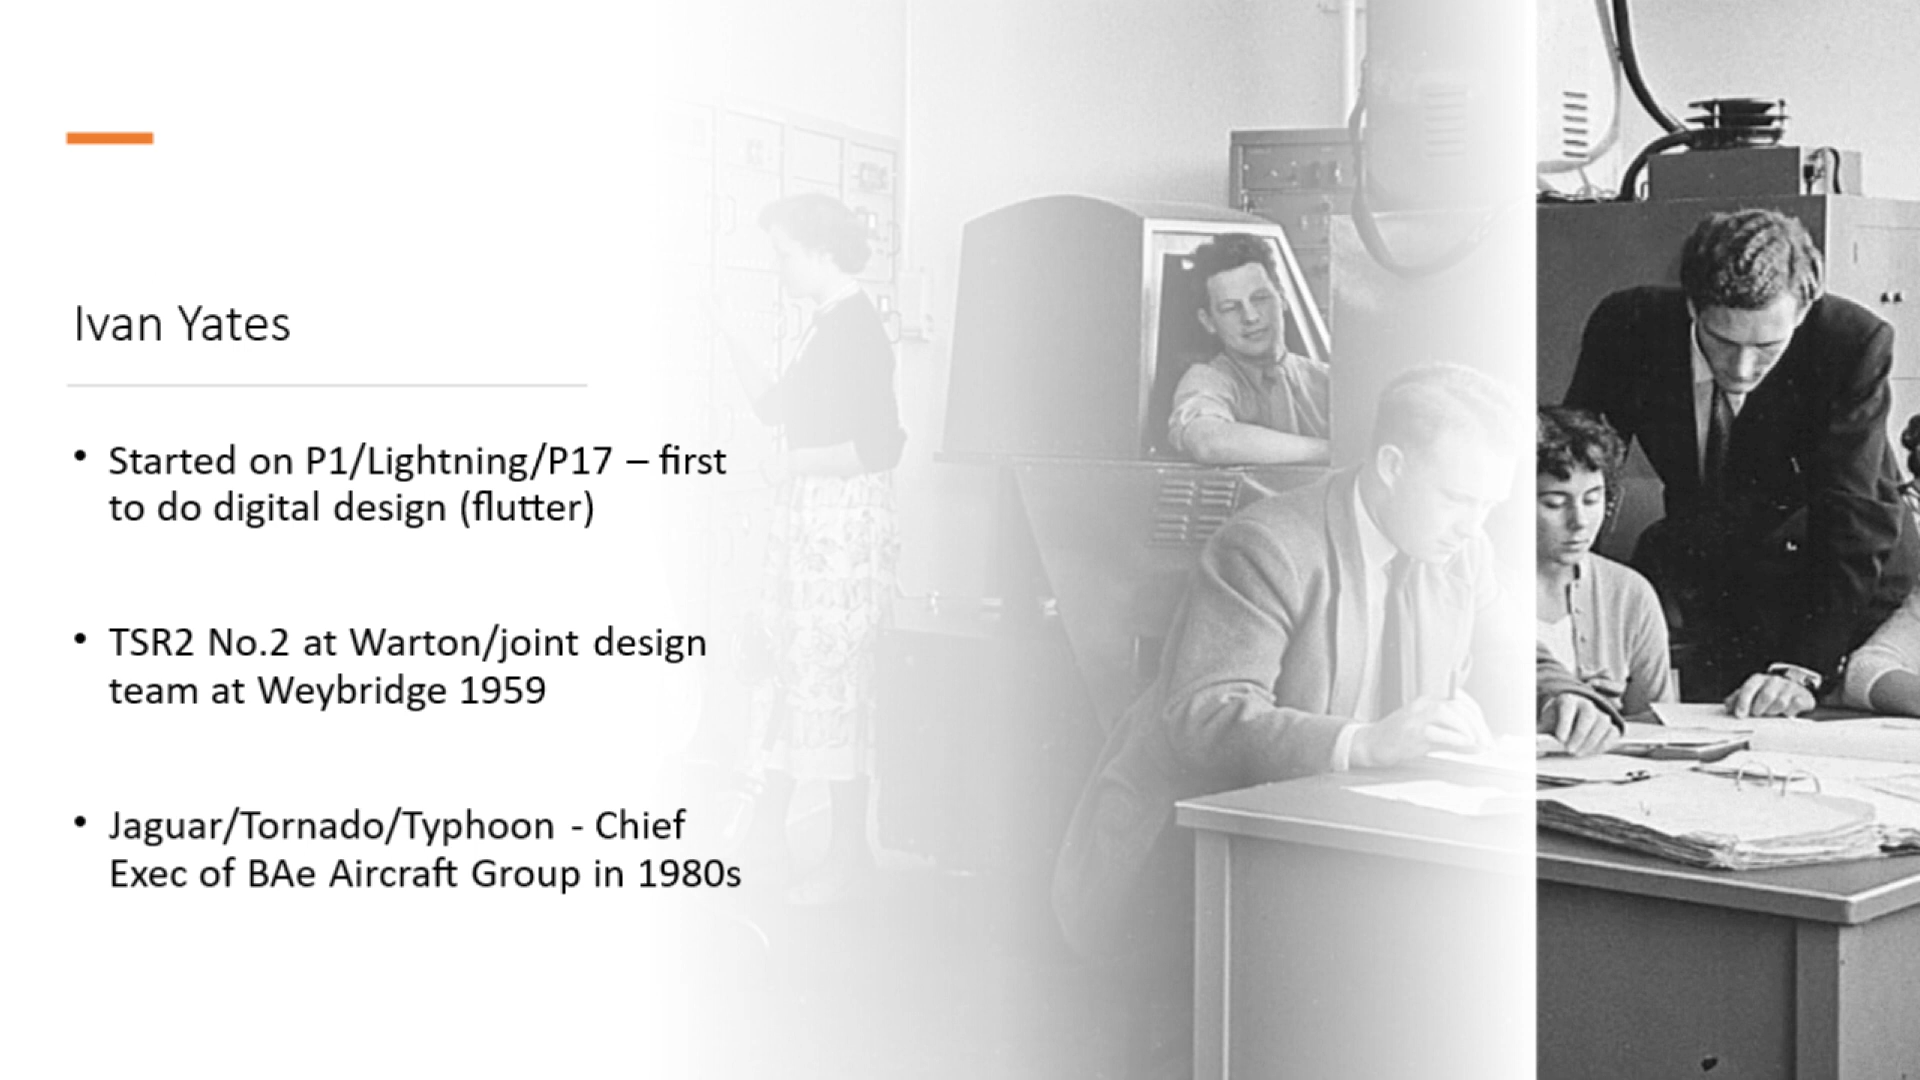 Ivan Yates
• Started on P1/Lightning/P17 – first
to do digital design (flutter)
• TSR2 No.2 at Warton/joint design
team at Weybridge 1959
• Jaguar/Tornado/Typhoon - Chief
Exec of BAe Aircraft Group in 1980s